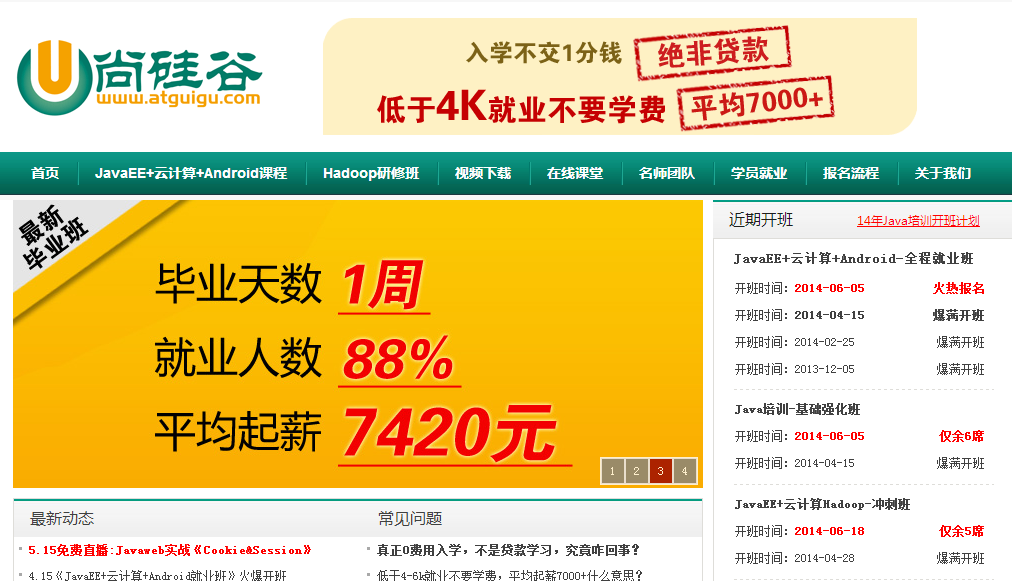 尚硅谷
www.atguigu.com
入学不交1分钱 绝非贷款
低于4K就业不要学费 平均7000+
首页 JavaEE+云计算+Android课程 Hadoop研修班 视频下载 在线课堂 名师团队 学员就业 报名流程 关于我们
最新
毕业班
毕业天数 1周
就业人数 88%
平均起薪 7420元
1 2 3 4
近期开班 14年Java培训开班计划
JavaEE+云计算+Android-全程就业班
开班时间：2014-06-05 火热报名
开班时间：2014-04-15 爆满开班
开班时间：2014-02-25 爆满开班
开班时间：2013-12-05 爆满开班
Java培训-基础强化班
开班时间：2014-06-05 仅余6席
开班时间：2014-04-15 爆满开班
JavaEE+云计算Hadoop-冲刺班
开班时间：2014-06-18 仅余5席
开班时间：2014-04-28 爆满开班
最新动态
5.15免费直播:Javaweb实战《Cookie&Session》
4.15《JavaEE+云计算+Android就业班》火爆开班
常见问题
真正0费用入学，不是贷款学习，究竟咋回事？
低于4-6k就业不要学费，平均起薪7000+什么意思？